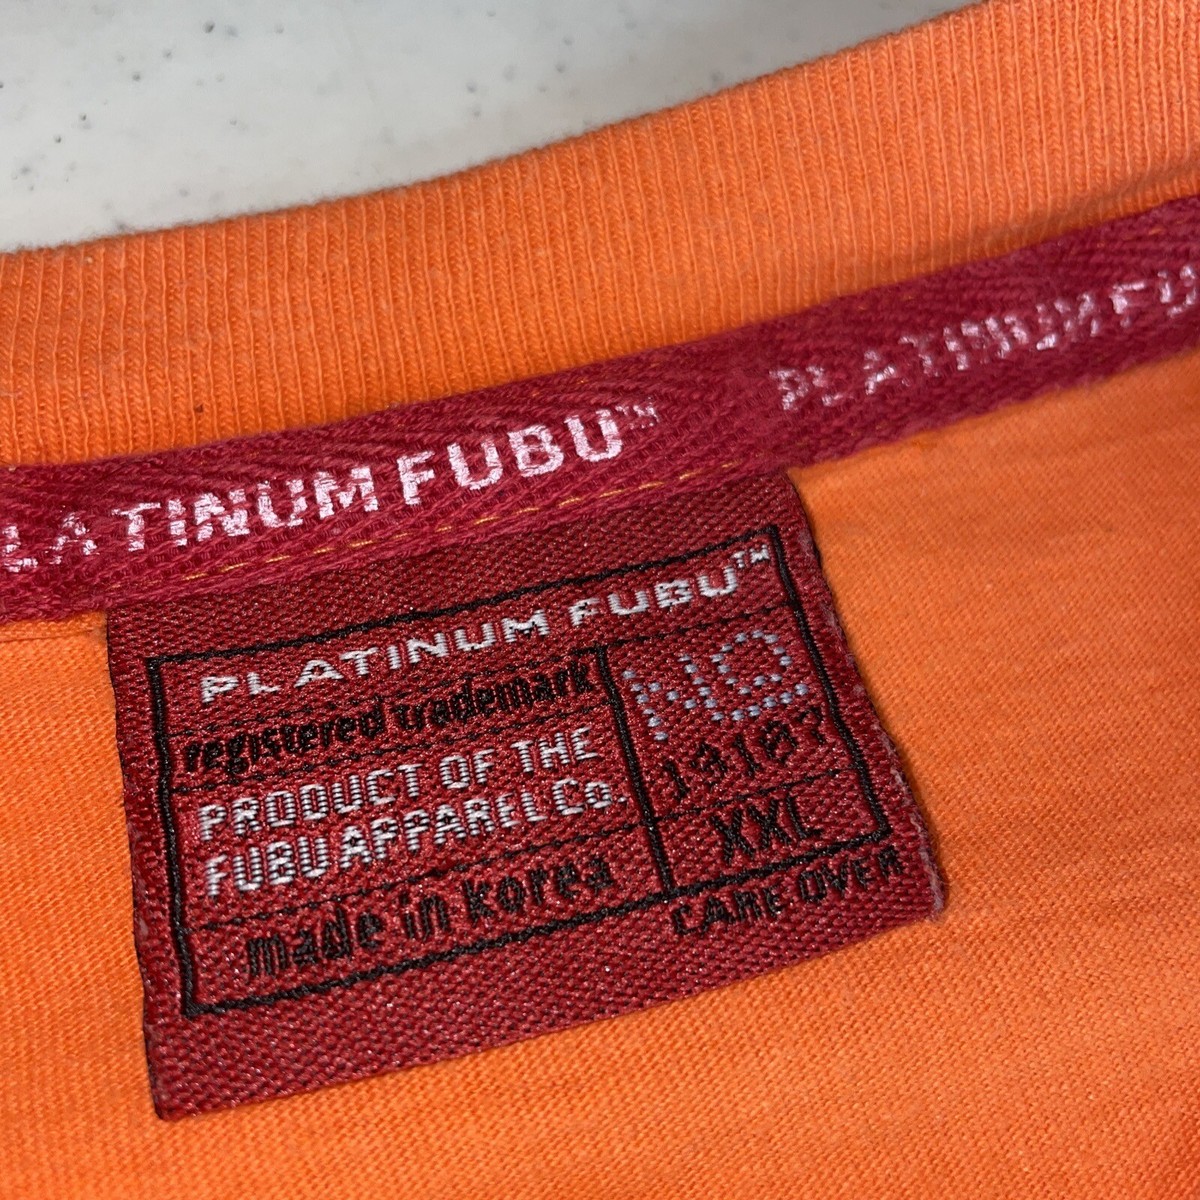 LATINUM FUBU™ PLATINUM FU
PLATINUM FUBU™
registered trademark
PRODUCT OF THE
FUBU APPAREL Co.
made in korea
NO
XXL
CARE OVER